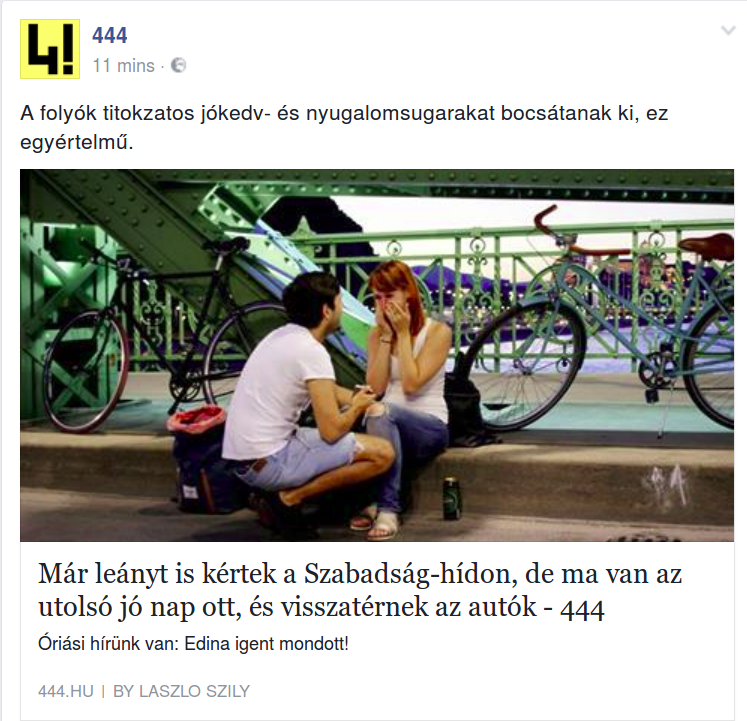 4!
444
11 mins ·
A folyók titokzatos jókedv- és nyugalomsugarakat bocsátanak ki, ez
egyértelmű.
Már leányt is kértek a Szabadság-hídon, de ma van az
utolsó jó nap ott, és visszatérnek az autók - 444
Óriási hírünk van: Edina igent mondott!
444.HU | BY LASZLO SZILY